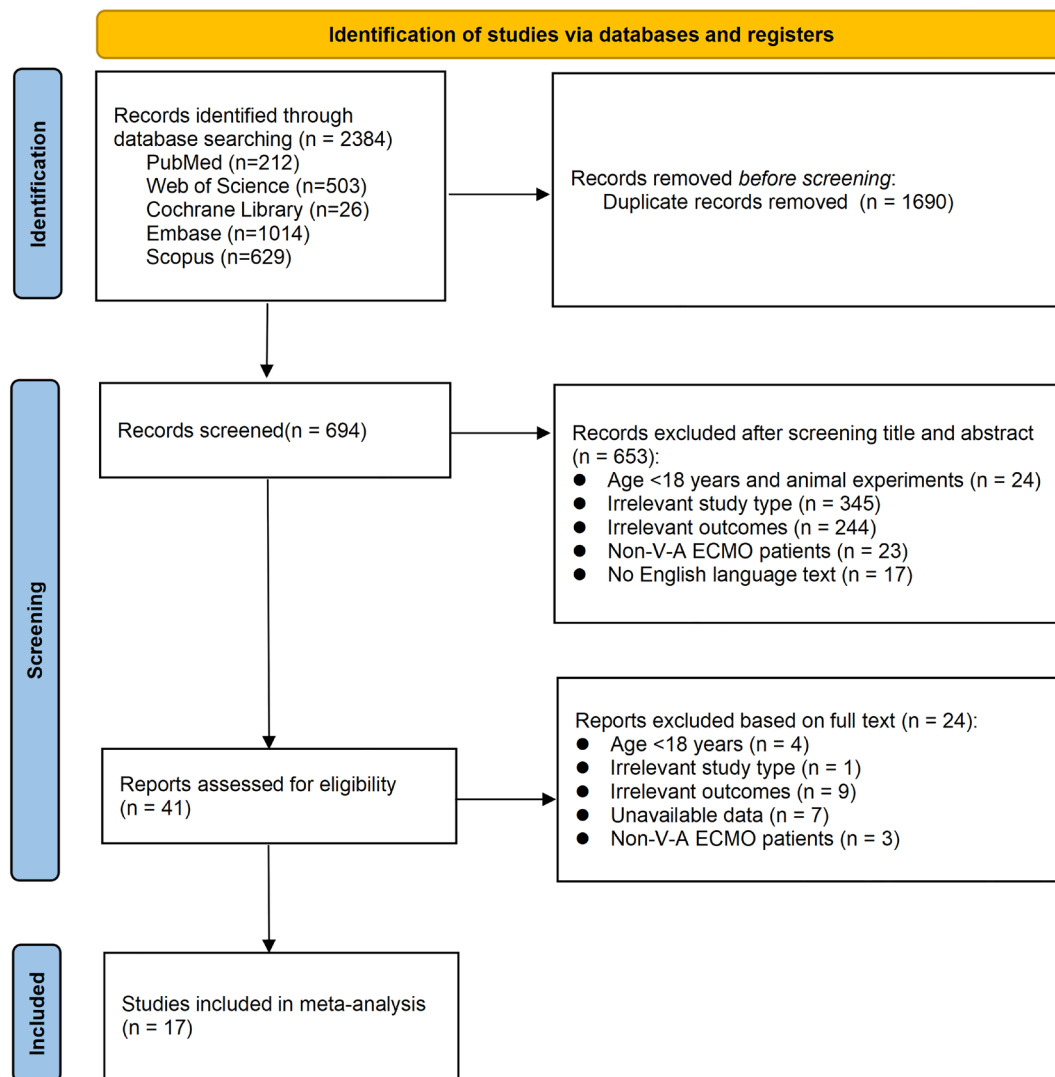 Identification of studies via databases and registers
Identification
Records identified through
database searching (n = 2384)
PubMed (n=212)
Web of Science (n=503)
Cochrane Library (n=26)
Embase (n=1014)
Scopus (n=629)
Records removed before screening:
Duplicate records removed  (n = 1690)
Screening
Records screened(n = 694)
Records excluded after screening title and abstract
(n = 653):
● Age <18 years and animal experiments (n = 24)
● Irrelevant study type (n = 345)
● Irrelevant outcomes (n = 244)
● Non-V-A ECMO patients (n = 23)
● No English language text (n = 17)
Reports assessed for eligibility
(n = 41)
Reports excluded based on full text (n = 24):
● Age <18 years (n = 4)
● Irrelevant study type (n = 1)
● Irrelevant outcomes (n = 9)
● Unavailable data (n = 7)
● Non-V-A ECMO patients (n = 3)
Included
Studies included in meta-analysis
(n = 17)